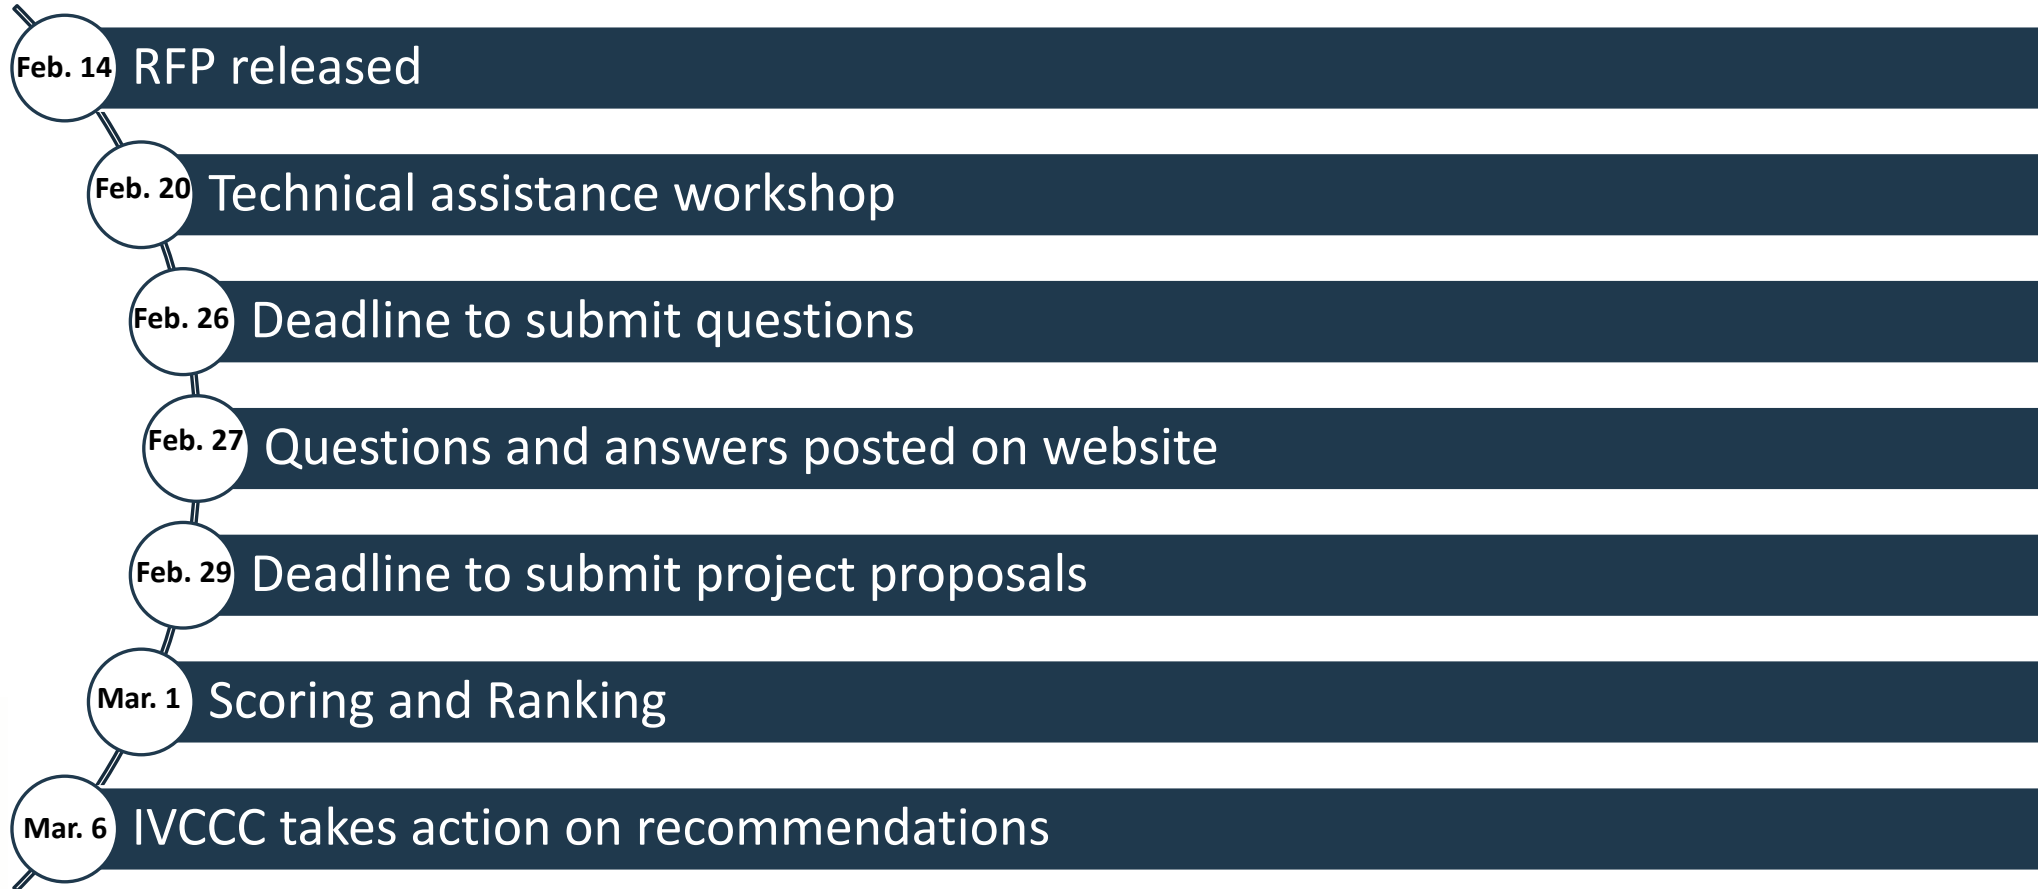 Feb. 14 RFP released
Feb. 20 Technical assistance workshop
Feb. 26 Deadline to submit questions
Feb. 27 Questions and answers posted on website
Feb. 29 Deadline to submit project proposals
Mar. 1 Scoring and Ranking
Mar. 6 IVCCC takes action on recommendations